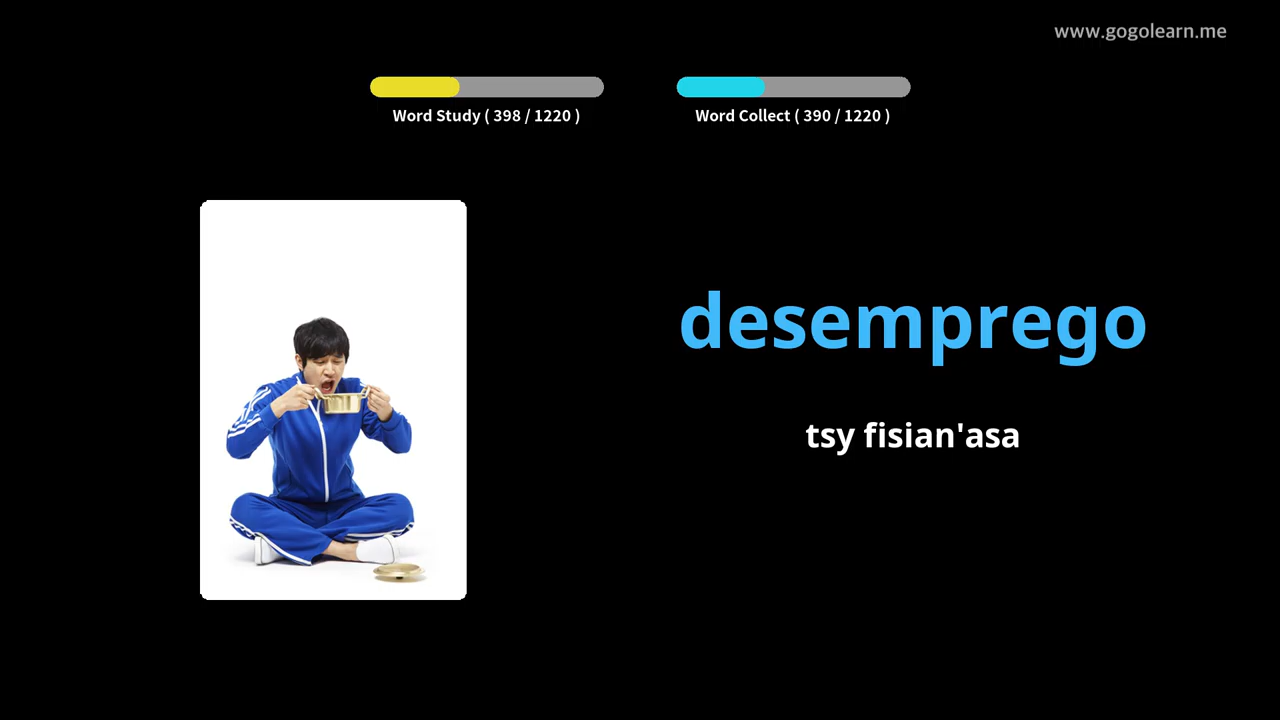 www.gogolearn.me
Word Study ( 398 / 1220 )
Word Collect ( 390 / 1220 )
desemprego
tsy fisian'asa